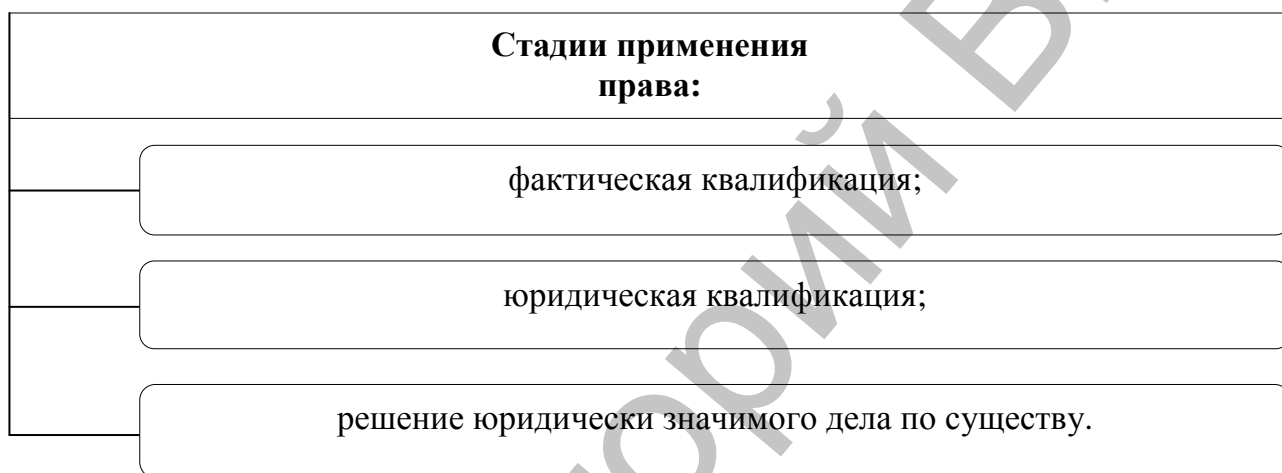 Стадии применения
права:
фактическая квалификация;
юридическая квалификация;
решение юридически значимого дела по существу.